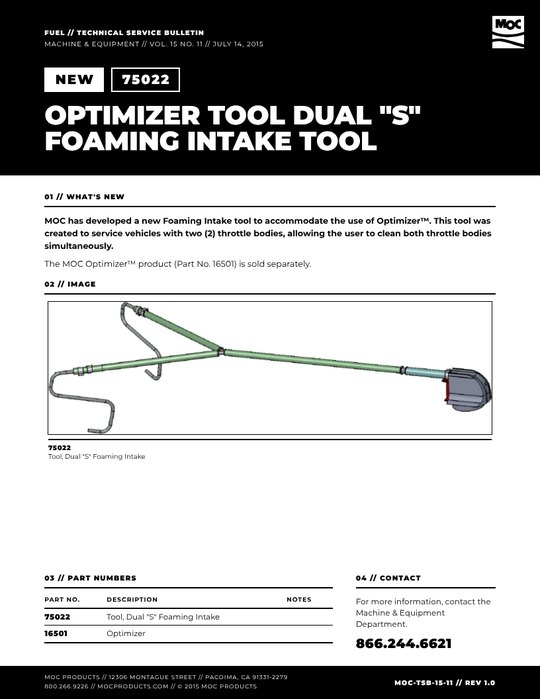 FUEL // TECHNICAL SERVICE BULLETIN
MACHINE & EQUIPMENT // VOL. 15 NO. 11 // JULY 14, 2015
MOC
NEW
75022
OPTIMIZER TOOL DUAL "S"
FOAMING INTAKE TOOL
01 // WHAT'S NEW
MOC has developed a new Foaming Intake tool to accommodate the use of Optimizer™. This tool was
created to service vehicles with two (2) throttle bodies, allowing the user to clean both throttle bodies
simultaneously.
The MOC Optimizer™ product (Part No. 16501) is sold separately.
02 // IMAGE
75022
Tool, Dual "S" Foaming Intake
03 // PART NUMBERS
PART NO. DESCRIPTION NOTES
75022 Tool, Dual "S" Foaming Intake
16501 Optimizer
04 // CONTACT
For more information, contact the
Machine & Equipment
Department.
866.244.6621
MOC PRODUCTS // 12306 MONTAGUE STREET // PACOIMA, CA 91331-2279
800.266.9226 // MOCPRODUCTS.COM // © 2015 MOC PRODUCTS
MOC-TSB-15-11 // REV 1.0